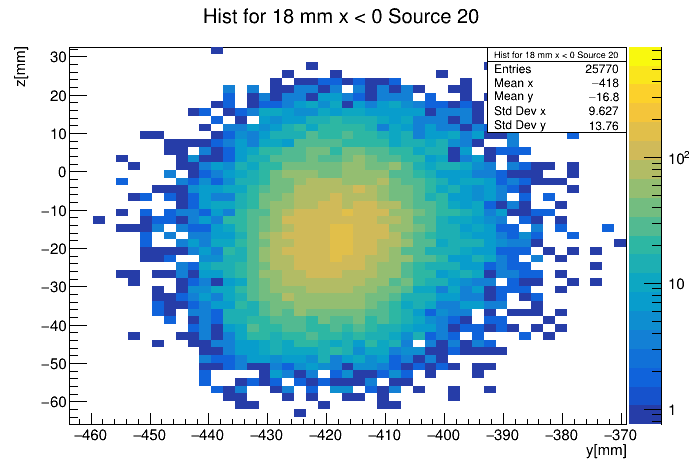 Hist for 18 mm x < 0 Source 20
z[mm]
30
20
10
0
−10
−20
−30
−40
−50
−60
Hist for 18 mm x < 0 Source 20
Entries 25770
Mean x −418
Mean y −16.8
Std Dev x 9.627
Std Dev y 13.76
10²
10
1
−460 −450 −440 −430 −420 −410 −400 −390 −380 −370
y[mm]